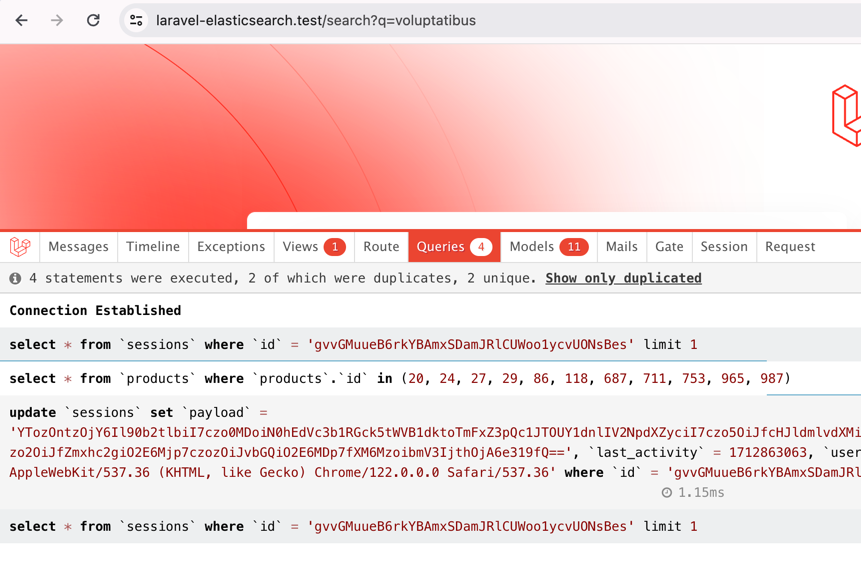 laravel-elasticsearch.test/search?q=voluptatibus
Messages Timeline Exceptions Views 1 Route Queries 4 Models 11 Mails Gate Session Request
4 statements were executed, 2 of which were duplicates, 2 unique. Show only duplicated
Connection Established
select * from `sessions` where `id` = 'gvvGMuueB6rkYBAmxSDamJRlCUWoo1ycvUONsBes' limit 1
select * from `products` where `products`.`id` in (20, 24, 27, 29, 86, 118, 687, 711, 753, 965, 987)
update `sessions` set `payload` =
'YTozOntzOjY6Il90b2tlbiI7czo0MDoiN0hEdVc3b1RGck5tWVB1dktoTmFxZ3pQc1JTOUY1dnlIV2NpdXZyciI7czo5OiJfcHJldmlvdXMi
zo2OiJfZmxhc2giO2E6Mjp7czozOiJvbGQiO2E6MDp7fXM6MzoibmV3IjthOjA6e319fQ==', `last_activity` = 1712863063, `user
AppleWebKit/537.36 (KHTML, like Gecko) Chrome/122.0.0.0 Safari/537.36' where `id` = 'gvvGMuueB6rkYBAmxSDamJRl
1.15ms
select * from `sessions` where `id` = 'gvvGMuueB6rkYBAmxSDamJRlCUWoo1ycvUONsBes' limit 1